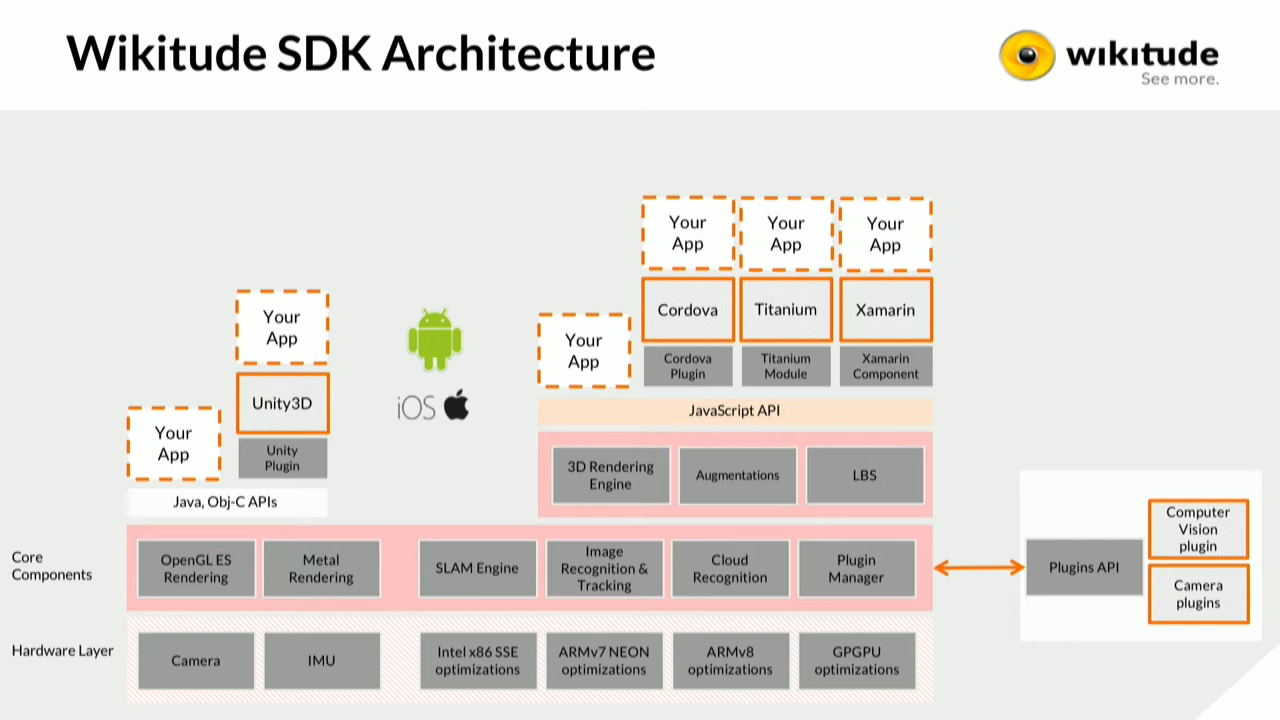 Wikitude SDK Architecture
wikitude
See more.
Your
App
Your
App
Your
App
Cordova
Titanium
Xamarin
Cordova
Plugin
Titanium
Module
Xamarin
Component
Your
App
JavaScript API
3D Rendering
Engine
Augmentations
LBS
Your
App
Unity3D
Unity
Plugin
Your
App
Java, Obj-C APIs
iOS
Core
Components
OpenGL ES
Rendering
Metal
Rendering
SLAM Engine
Image
Recognition &
Tracking
Cloud
Recognition
Plugin
Manager
Plugins API
Computer
Vision
plugin
Camera
plugins
Hardware Layer
Camera
IMU
Intel x86 SSE
optimizations
ARMv7 NEON
optimizations
ARMv8
optimizations
GPGPU
optimizations